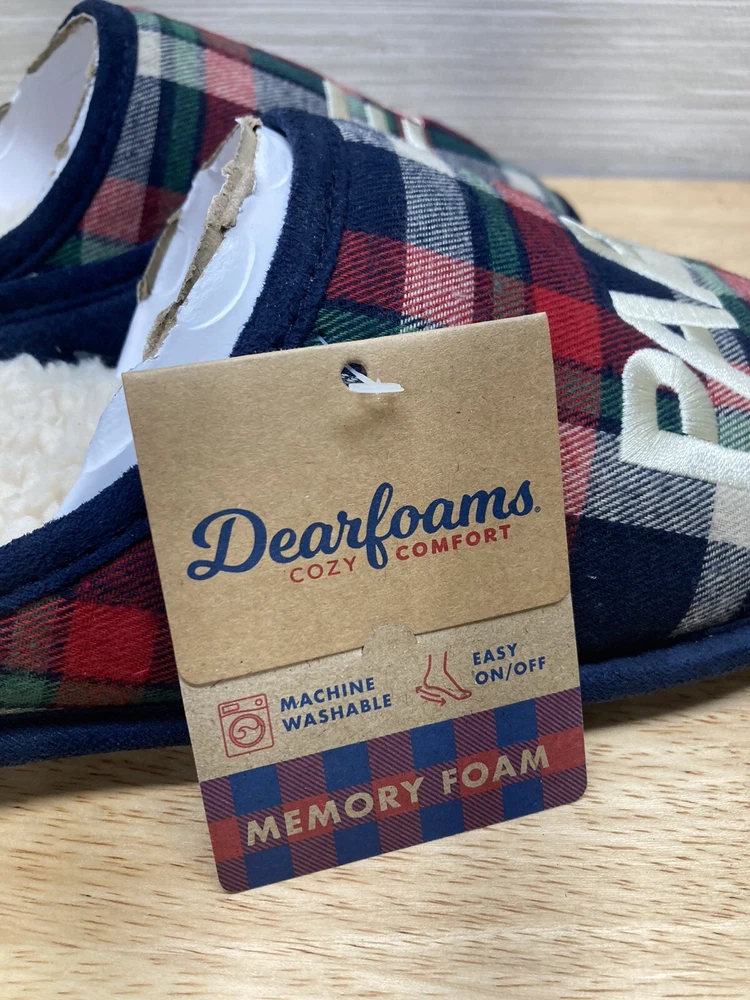 Dearfoams.
COZY COMFORT
MACHINE
WASHABLE
EASY
ON/OFF
MEMORY FOAM